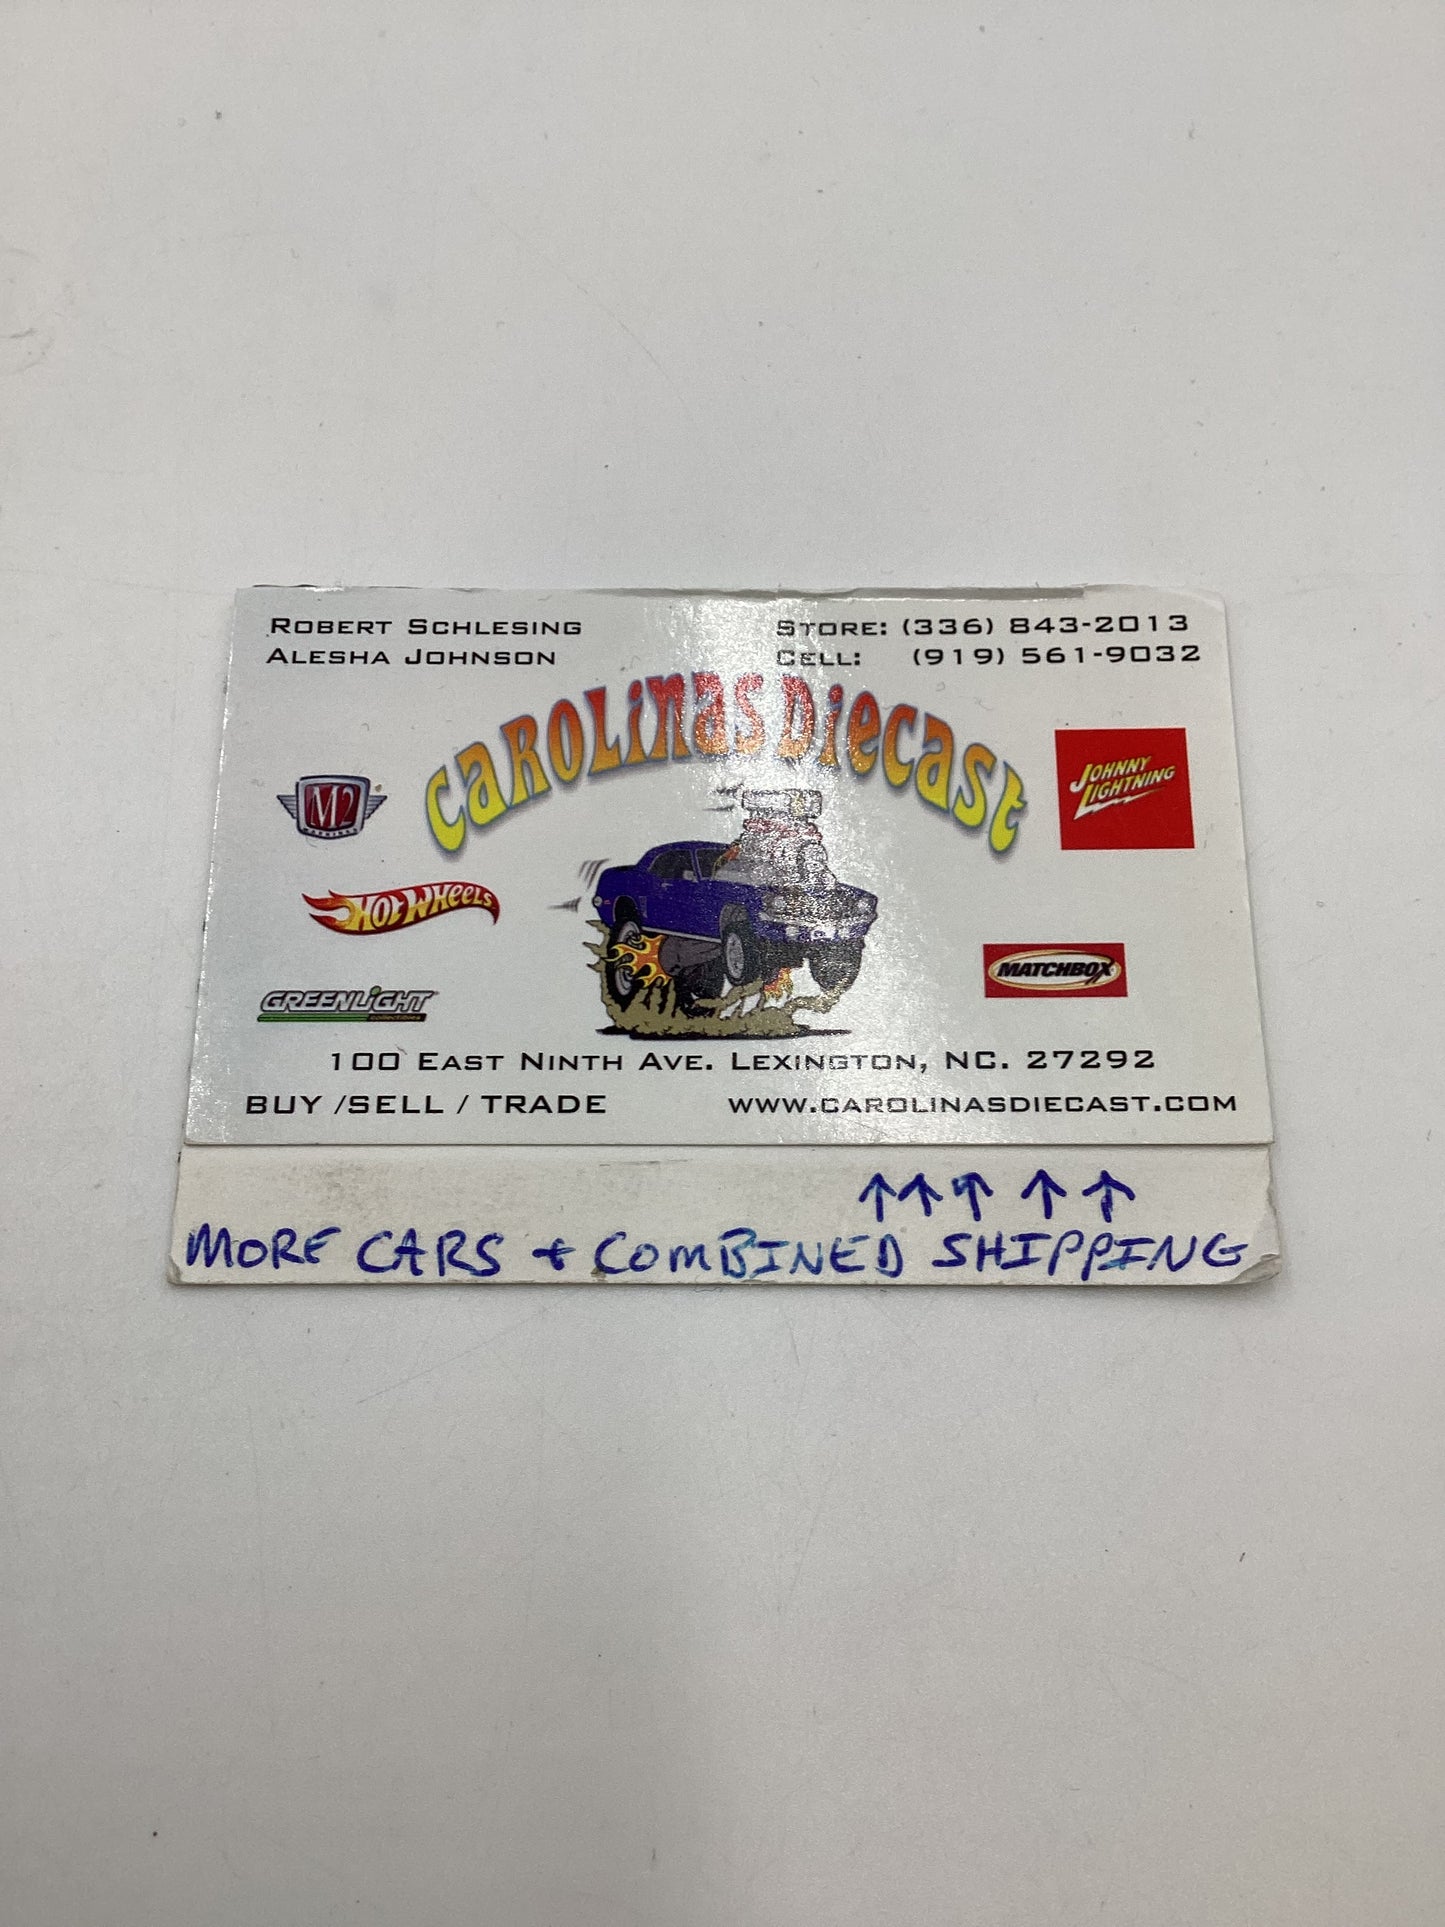 ROBERT SCHLESING
ALESHA JOHNSON
STORE: (336) 843-2013
CELL: (919) 561-9032
CAROLINAS DIECAST
M2
MACHINES
JOHNNY
LIGHTNING
HOT WHEELS
MATCHBOX
GREENLIGHT
collectibles
100 EAST NINTH AVE. LEXINGTON, NC. 27292
BUY /SELL / TRADE
WWW.CAROLINASDIECAST.COM
↑↑↑↑↑
MORE CARS + COMBINED SHIPPING